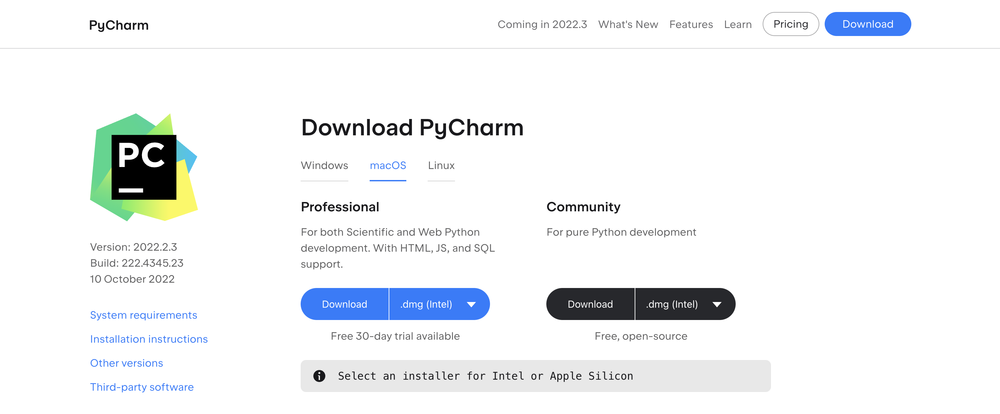 PyCharm
Coming in 2022.3 What's New Features Learn Pricing Download
PC
Download PyCharm
Windows macOS Linux
Professional
For both Scientific and Web Python
development. With HTML, JS, and SQL
support.
Download .dmg (Intel)
Free 30-day trial available
Community
For pure Python development
Download .dmg (Intel)
Free, open-source
Select an installer for Intel or Apple Silicon
Version: 2022.2.3
Build: 222.4345.23
10 October 2022
System requirements
Installation instructions
Other versions
Third-party software